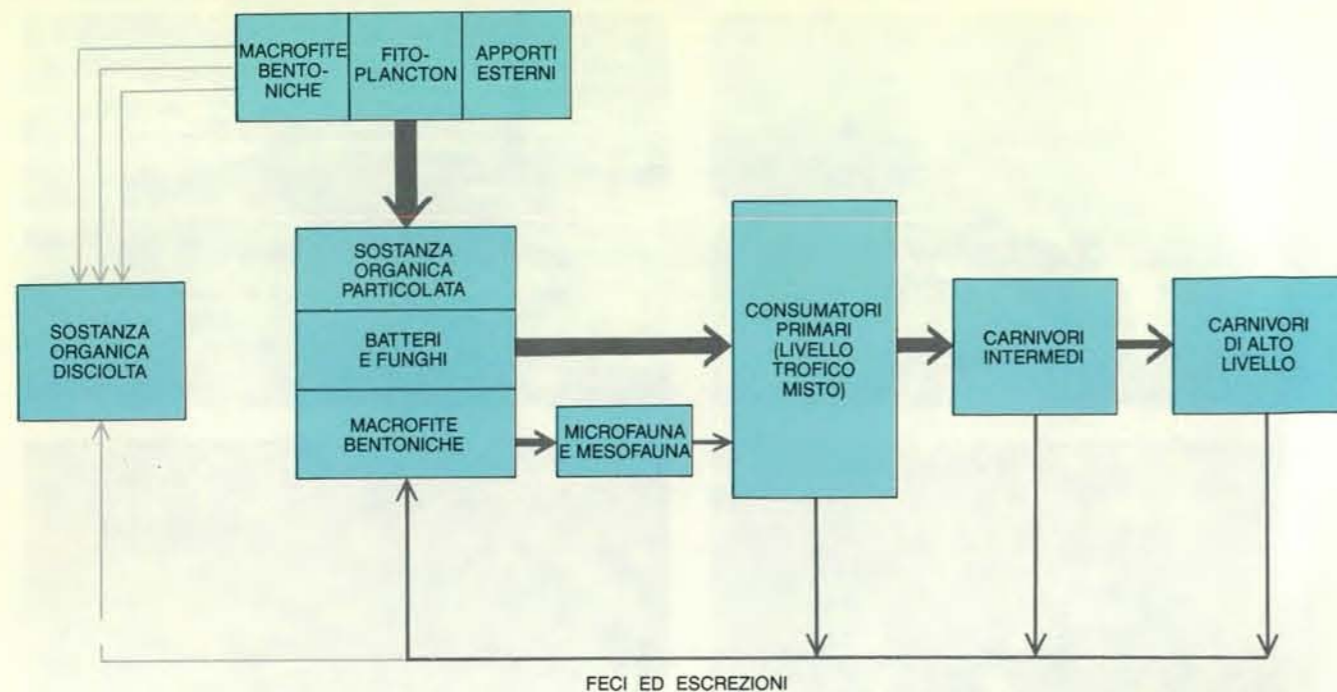 MACROFITE
BENTO-
NICHE
FITO-
PLANCTON
APPORTI
ESTERNI
SOSTANZA
ORGANICA
DISCIOLTA
SOSTANZA
ORGANICA
PARTICOLATA
BATTERI
E FUNGHI
MACROFITE
BENTONICHE
MICROFAUNA
E MESOFAUNA
CONSUMATORI
PRIMARI
(LIVELLO
TROFICO
MISTO)
CARNIVORI
INTERMEDI
CARNIVORI
DI ALTO
LIVELLO
FECI ED ESCREZIONI